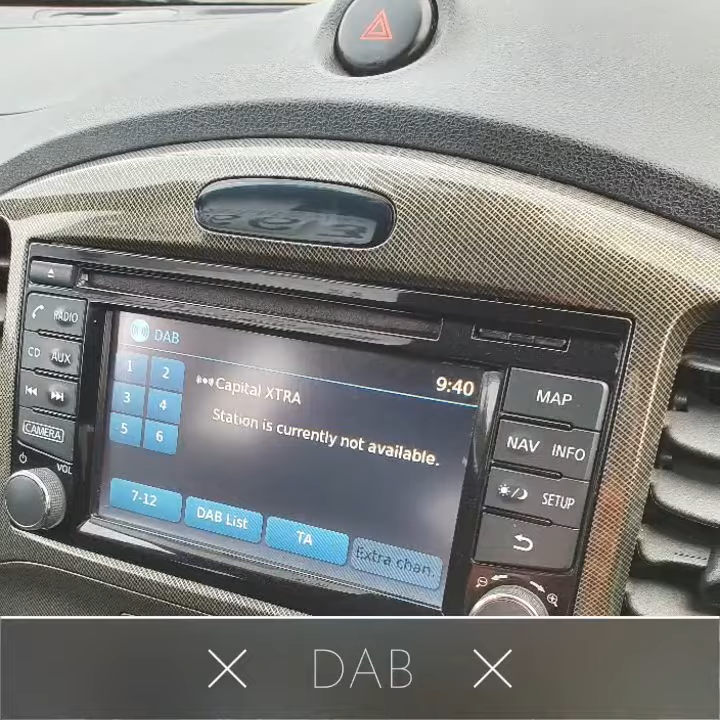 RADIO
CD AUX
CAMERA
VOL
DAB
1 2
3 4
5 6
Capital XTRA
9:40
Station is currently not available.
7-12
DAB List
TA
Extra chan.
MAP
NAV INFO
SETUP
X DAB X